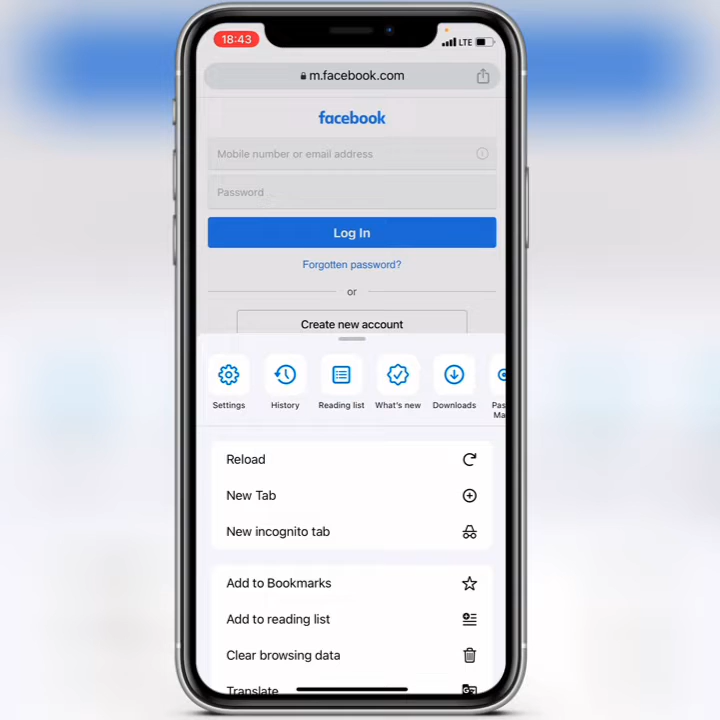 18:43
LTE
m.facebook.com
facebook
Mobile number or email address
Password
Log In
Forgotten password?
or
Create new account
Settings
History
Reading list
What's new
Downloads
Reload
New Tab
New incognito tab
Add to Bookmarks
Add to reading list
Clear browsing data
Translate